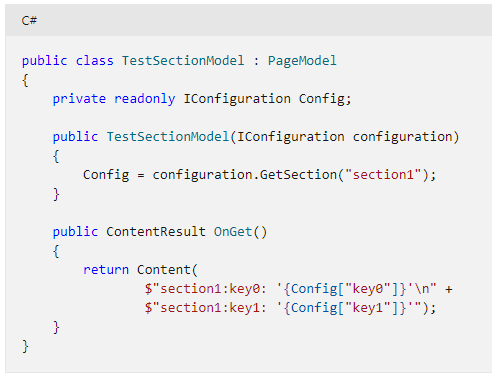 C#
public class TestSectionModel : PageModel
{
    private readonly IConfiguration Config;

    public TestSectionModel(IConfiguration configuration)
    {
        Config = configuration.GetSection("section1");
    }

    public ContentResult OnGet()
    {
        return Content(
                $"section1:key0: '{Config["key0"]}'\n" +
                $"section1:key1: '{Config["key1"]}'");
    }
}